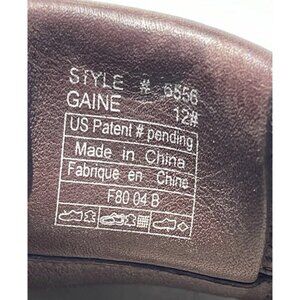 STYLE # 6556
GAINE 12#
US Patent # pending
Made in China
Fabrique en Chine
F80 04 B